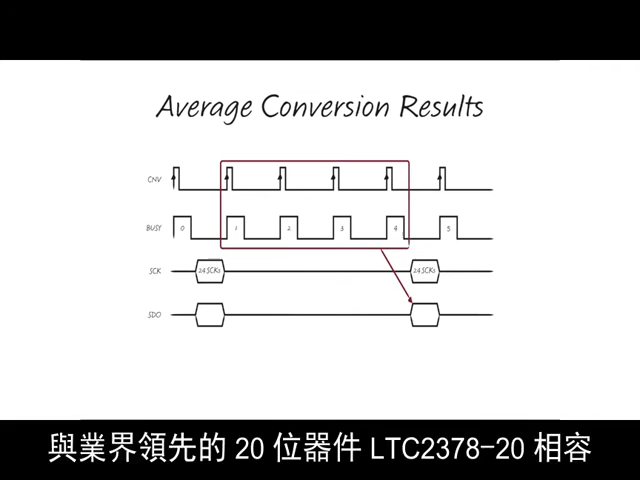 Average Conversion Results
CNV
BUSY 0 1 2 3 4 5
SCK 24 SCKs 24 SCKs
SDO
與業界領先的 20 位器件 LTC2378-20 相容